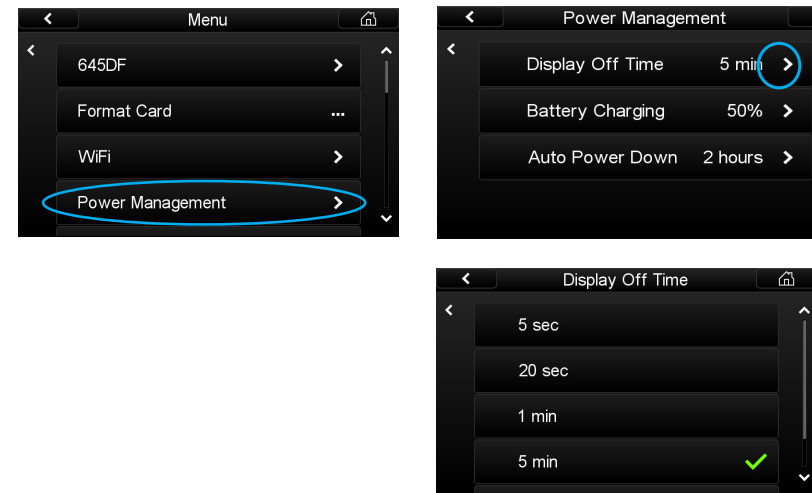 Menu
645DF
Format Card ...
WiFi
Power Management
Power Management
Display Off Time 5 min
Battery Charging 50%
Auto Power Down 2 hours
Display Off Time
5 sec
20 sec
1 min
5 min